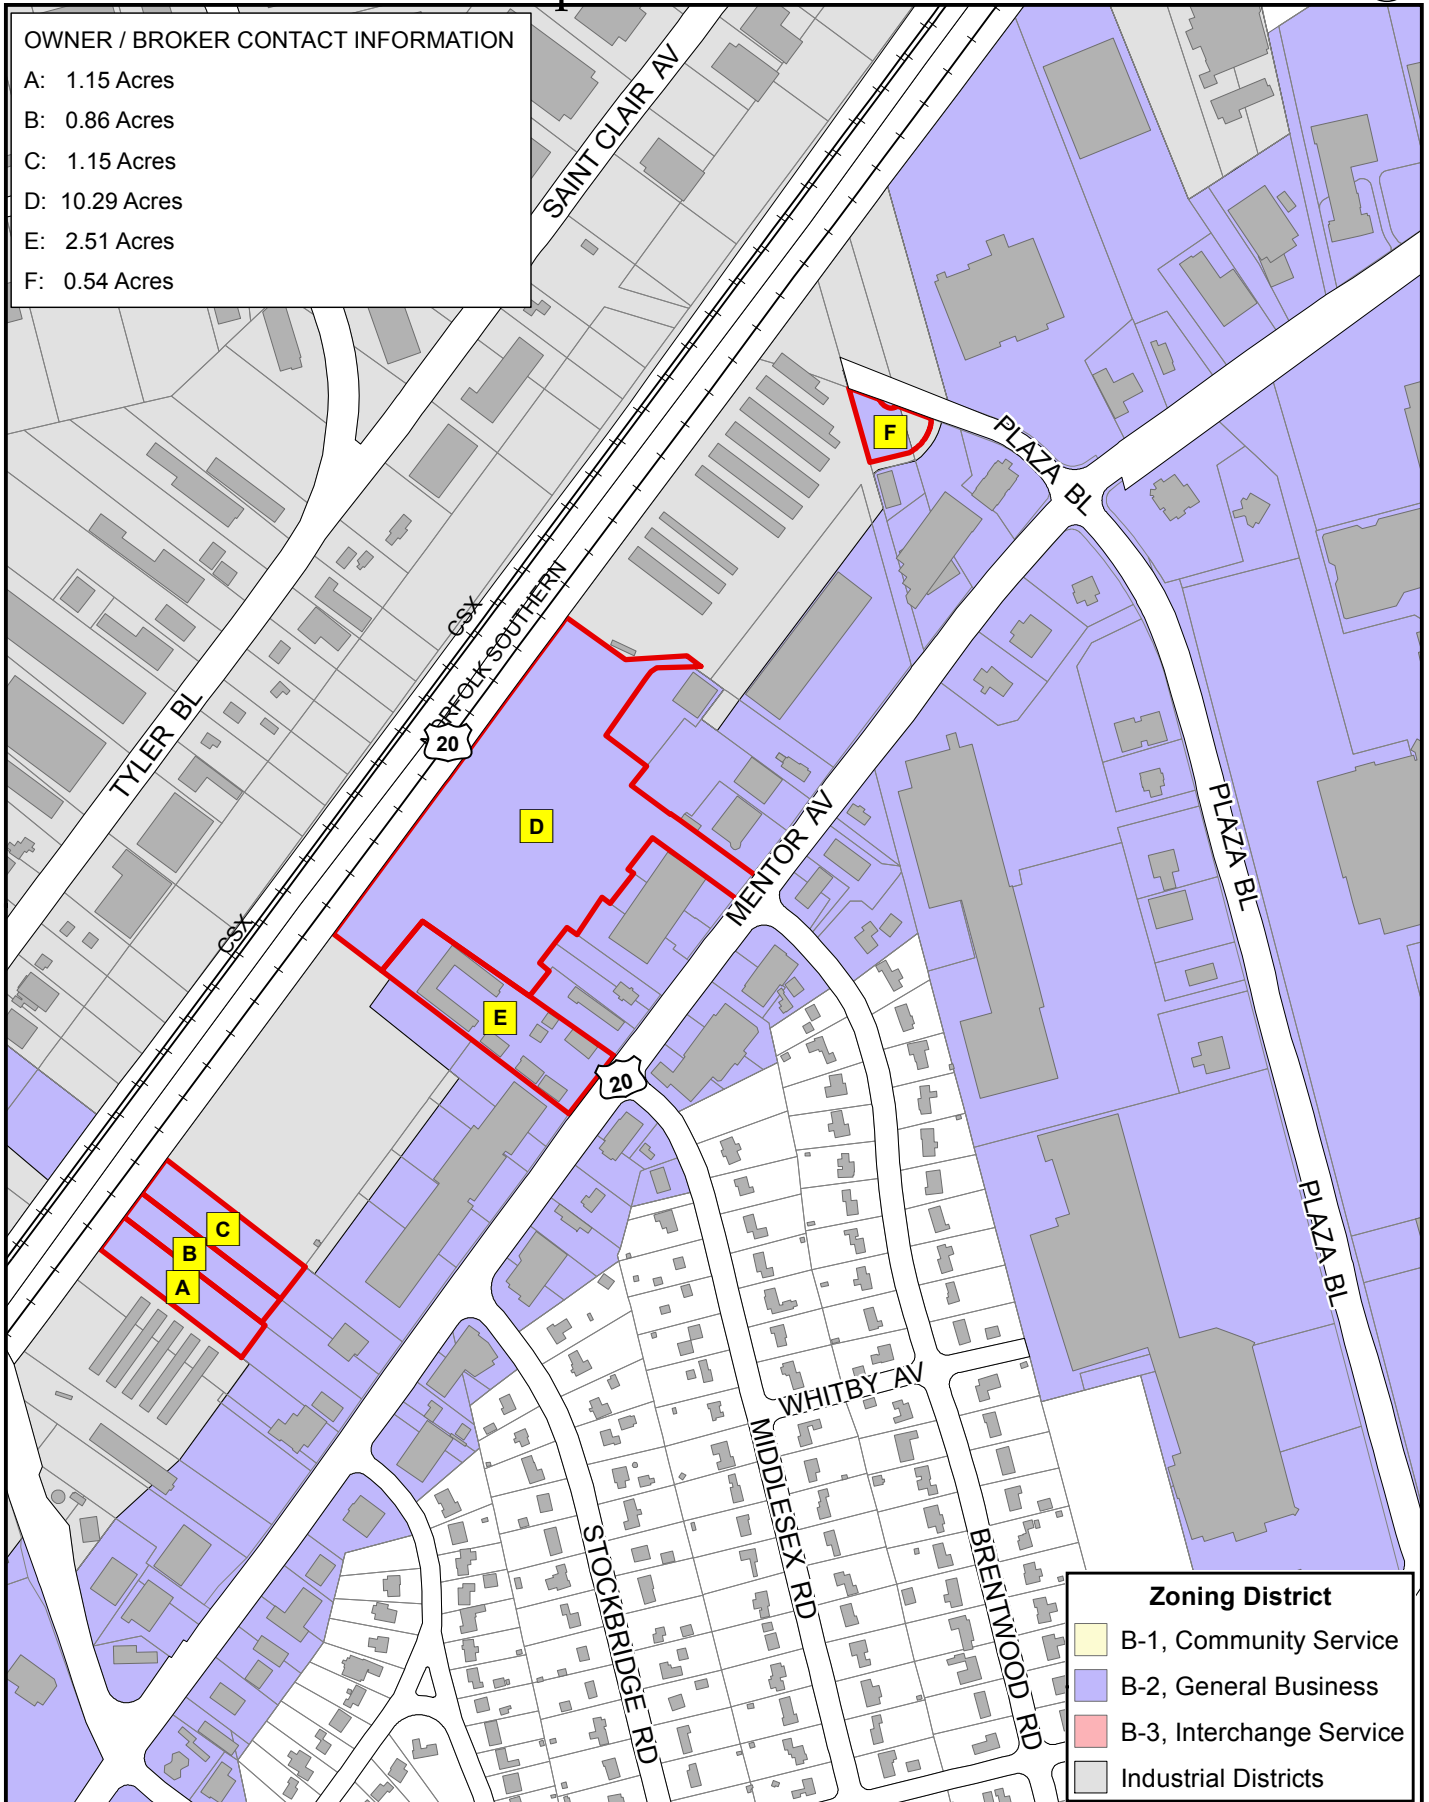 OWNER / BROKER CONTACT INFORMATION
A: 1.15 Acres
B: 0.86 Acres
C: 1.15 Acres
D: 10.29 Acres
E: 2.51 Acres
F: 0.54 Acres
SAINT CLAIR AV
F
PLAZA BL
CSX
NORFOLK SOUTHERN
20
TYLER BL
D
MENTOR AV
PLAZA BL
CSX
E
20
C
B
A
PLAZA BL
WHITBY AV
MIDDLESEX RD
STOCKBRIDGE RD
BRENTWOOD RD
Zoning District
B-1, Community Service
B-2, General Business
B-3, Interchange Service
Industrial Districts